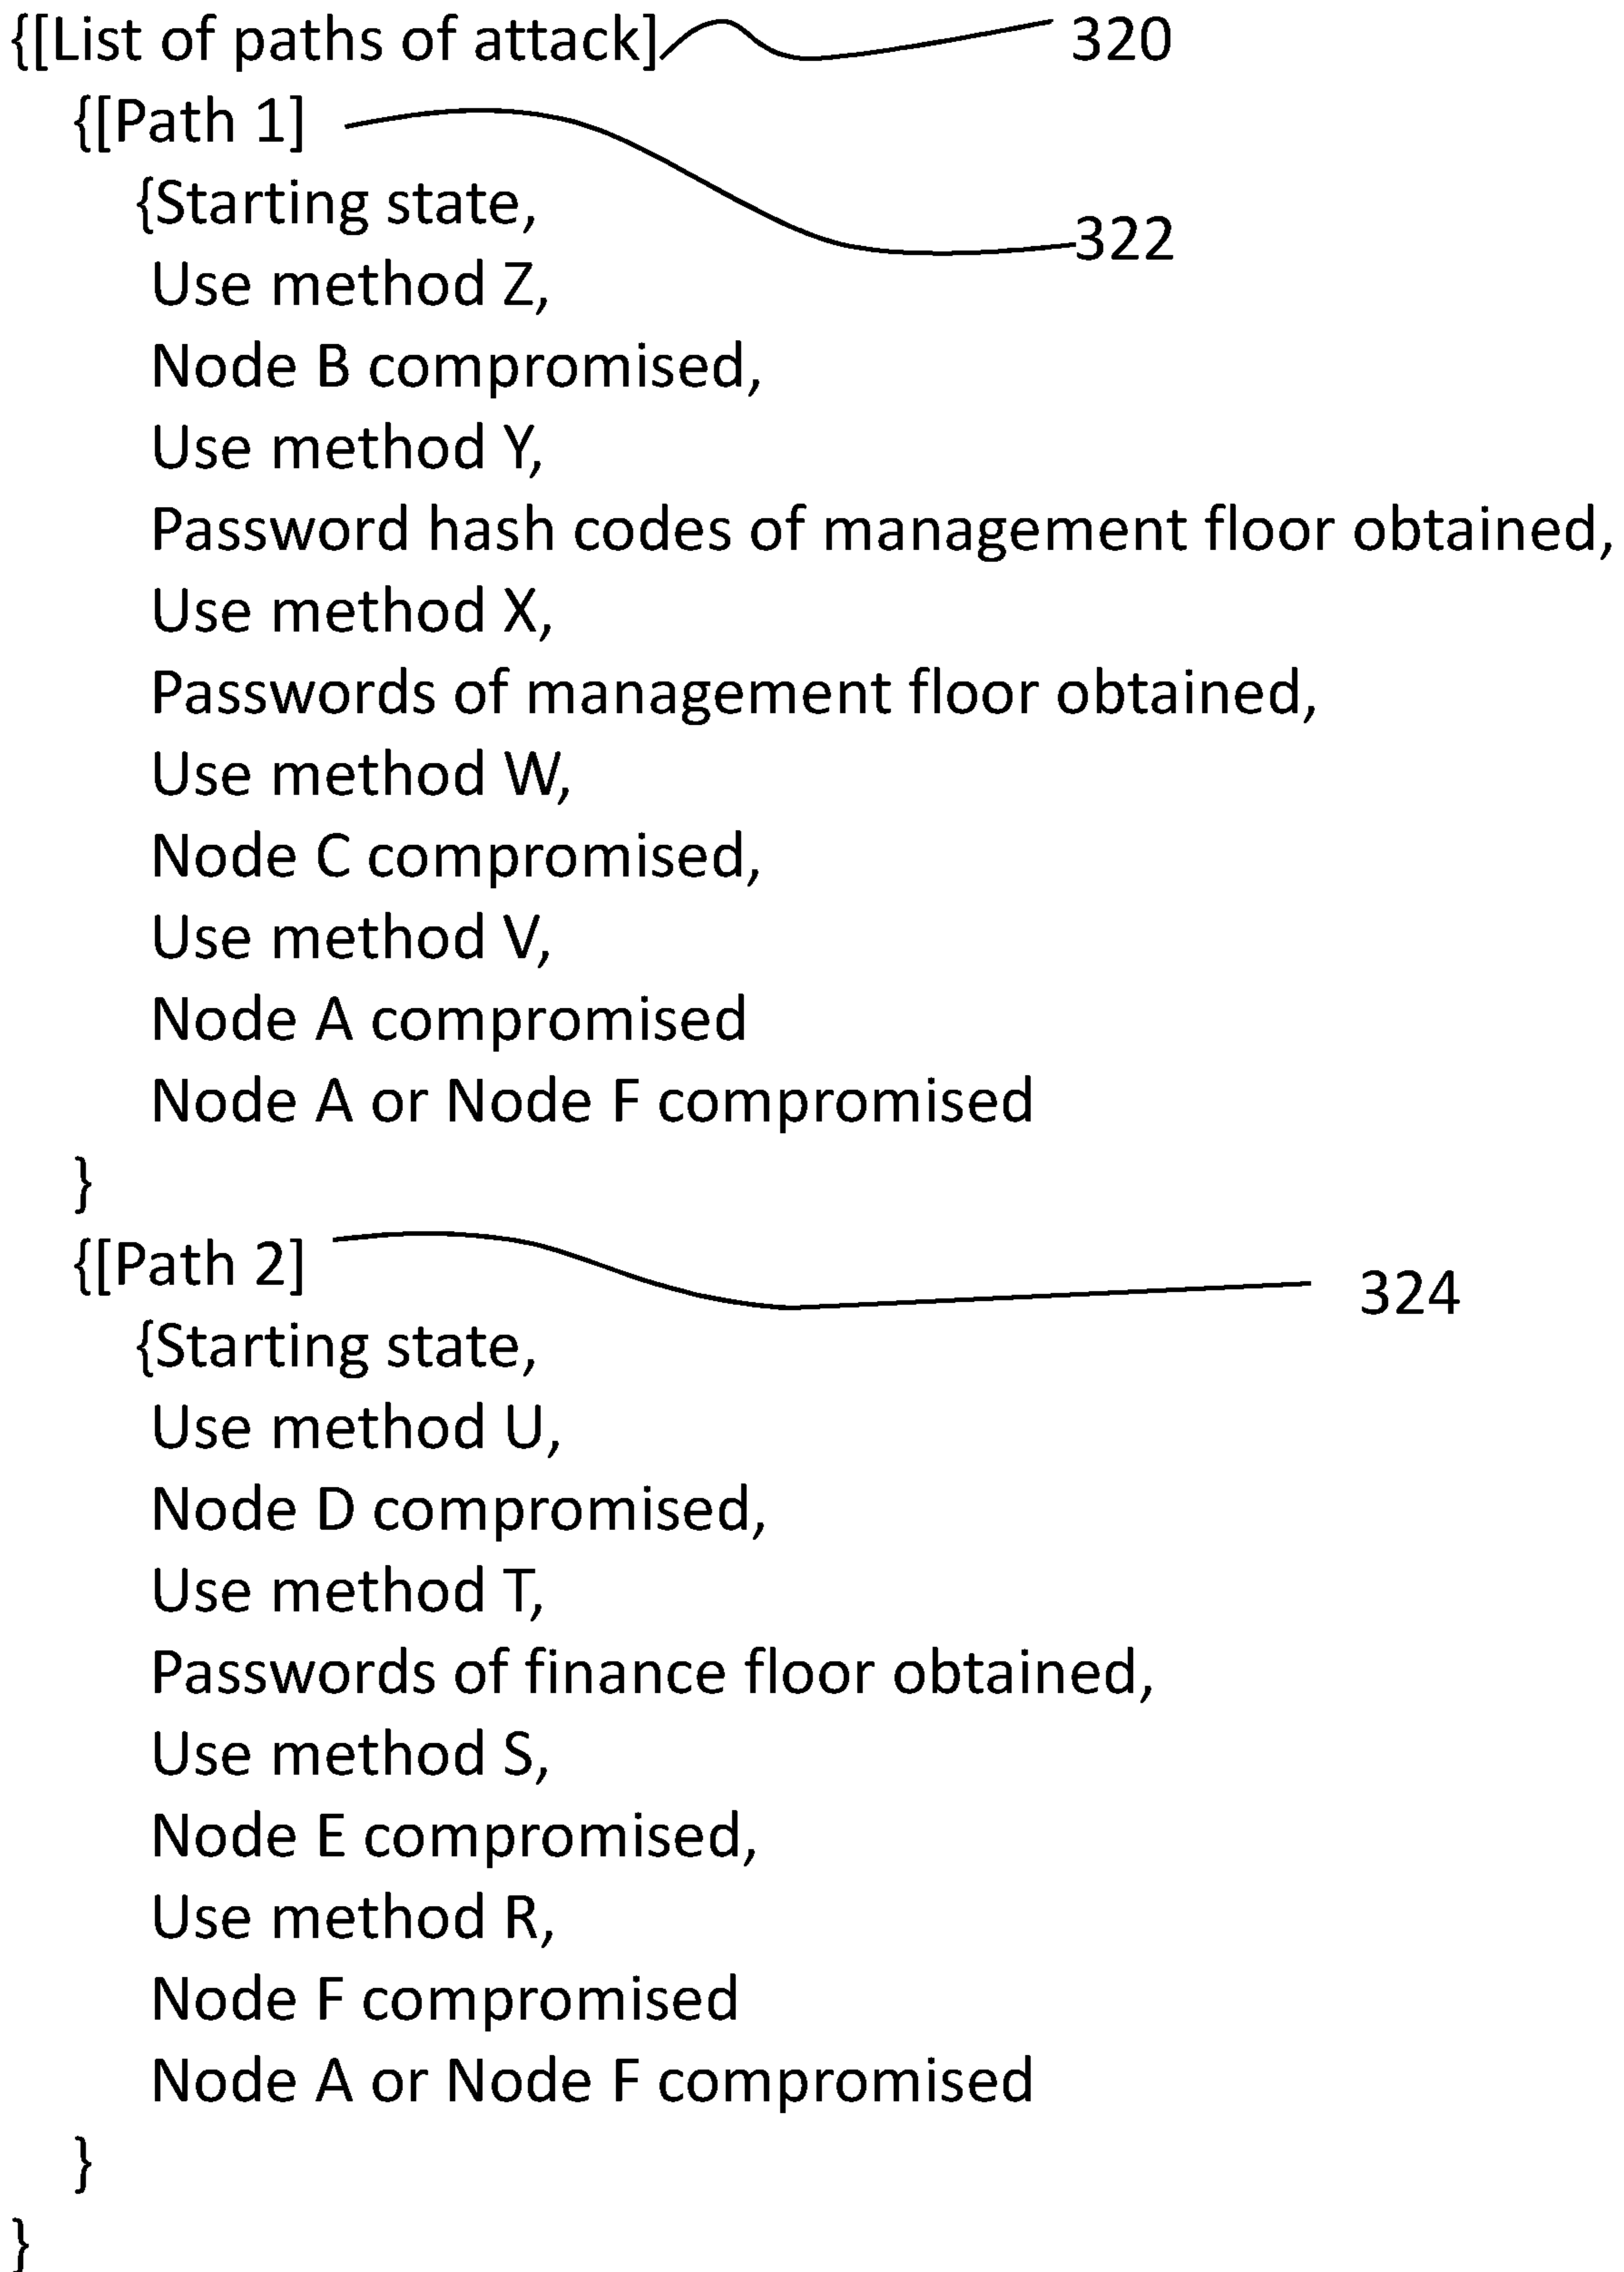 {[List of paths of attack] 320
{[Path 1]
{Starting state,
322
Use method Z,
Node B compromised,
Use method Y,
Password hash codes of management floor obtained,
Use method X,
Passwords of management floor obtained,
Use method W,
Node C compromised,
Use method V,
Node A compromised
Node A or Node F compromised
}
{[Path 2]
324
{Starting state,
Use method U,
Node D compromised,
Use method T,
Passwords of finance floor obtained,
Use method S,
Node E compromised,
Use method R,
Node F compromised
Node A or Node F compromised
}
}